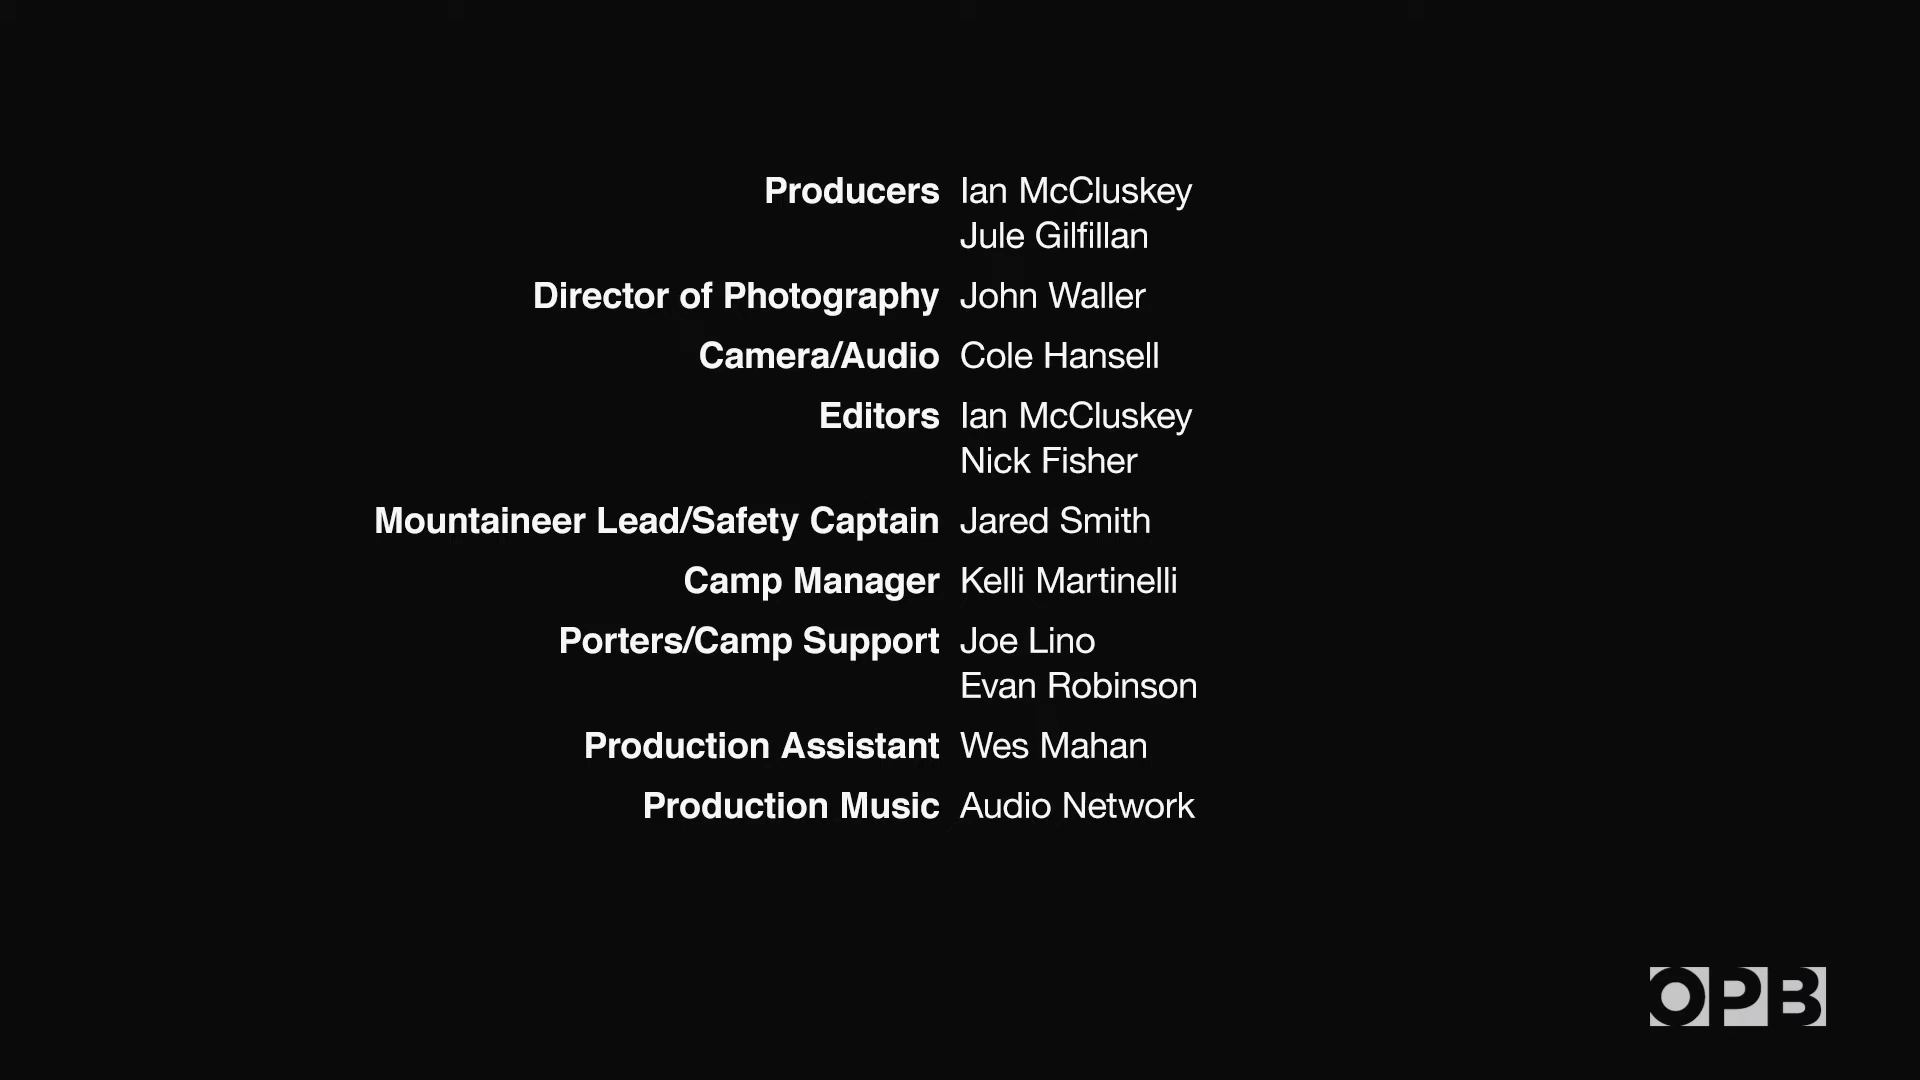 Producers Ian McCluskey
Jule Gilfillan
Director of Photography John Waller
Camera/Audio Cole Hansell
Editors Ian McCluskey
Nick Fisher
Mountaineer Lead/Safety Captain Jared Smith
Camp Manager Kelli Martinelli
Porters/Camp Support Joe Lino
Evan Robinson
Production Assistant Wes Mahan
Production Music Audio Network
OPB